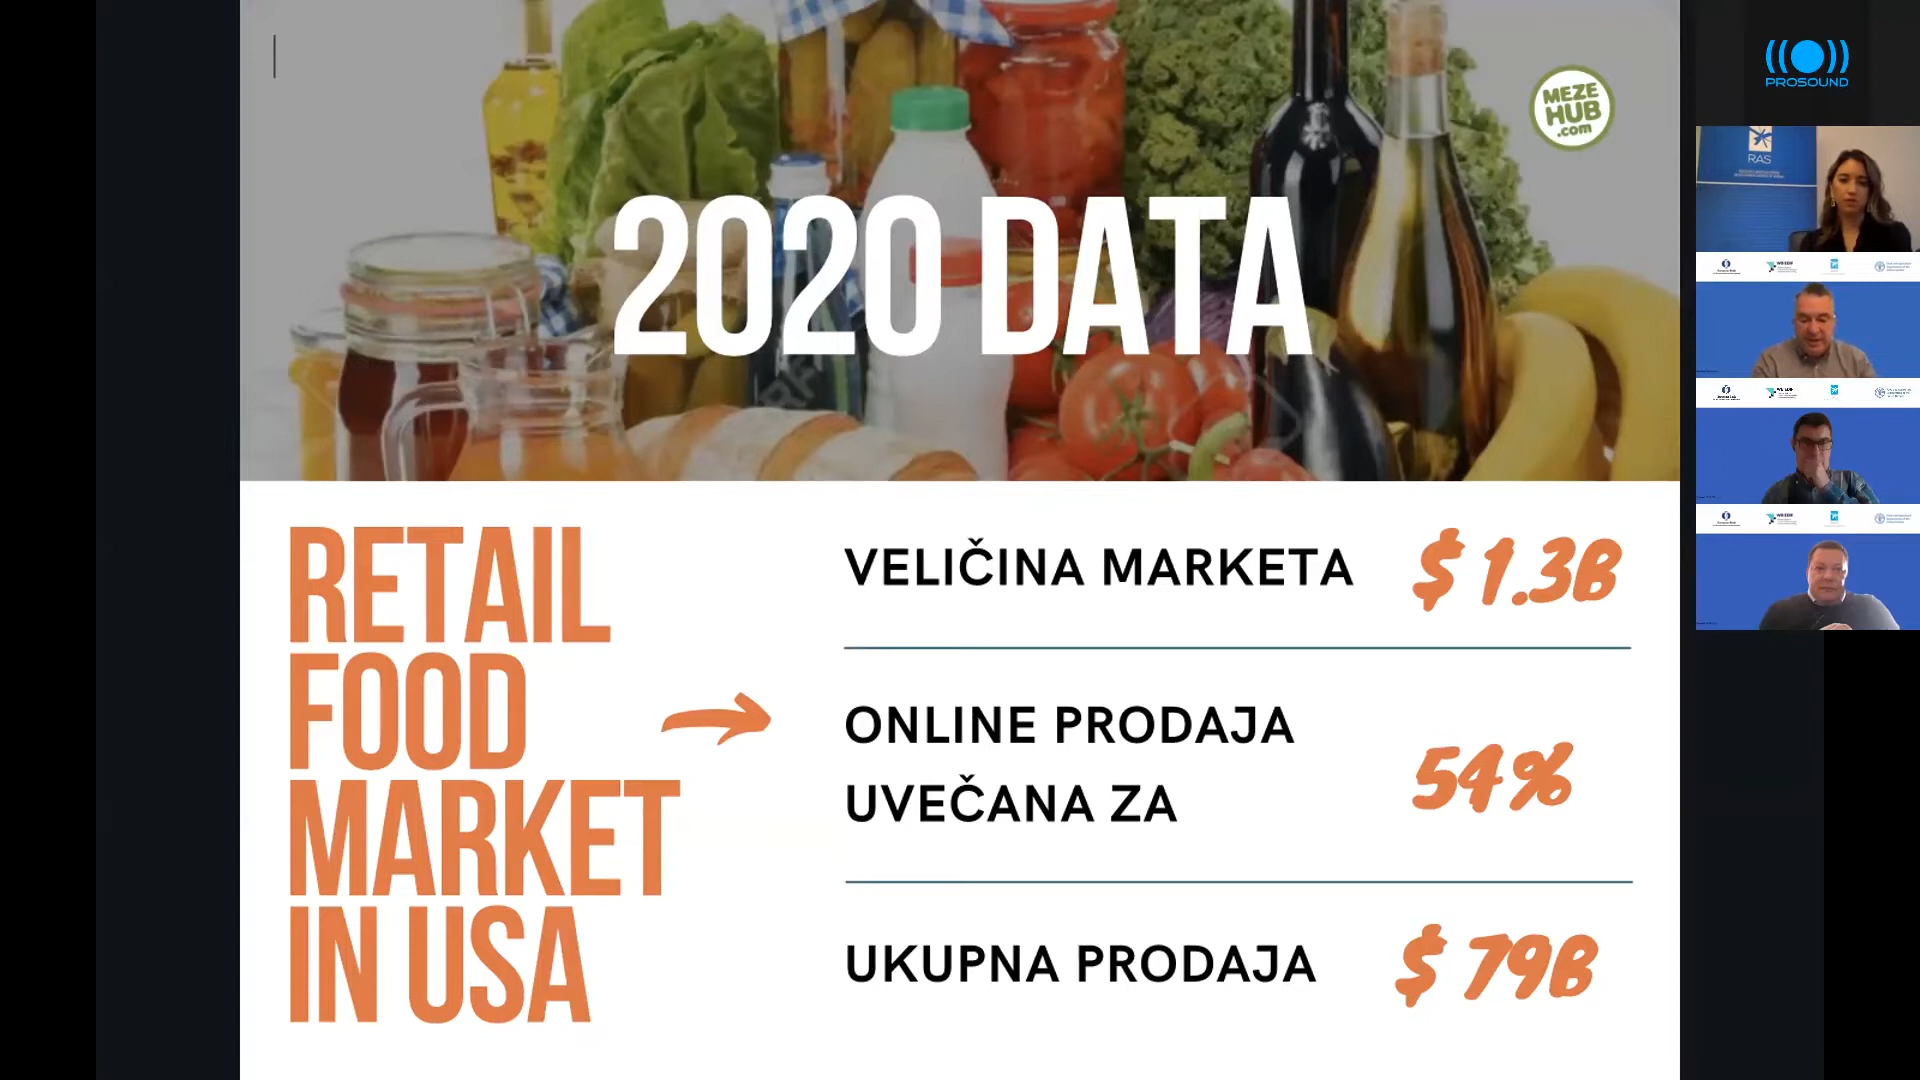 2020 DATA
MEZE
HUB
.com
RETAIL
FOOD
MARKET
IN USA
VELIČINA MARKETA
$ 1.3B
ONLINE PRODAJA
UVEČANA ZA
54%
UKUPNA PRODAJA
$ 79B
PROSOUND
RAS